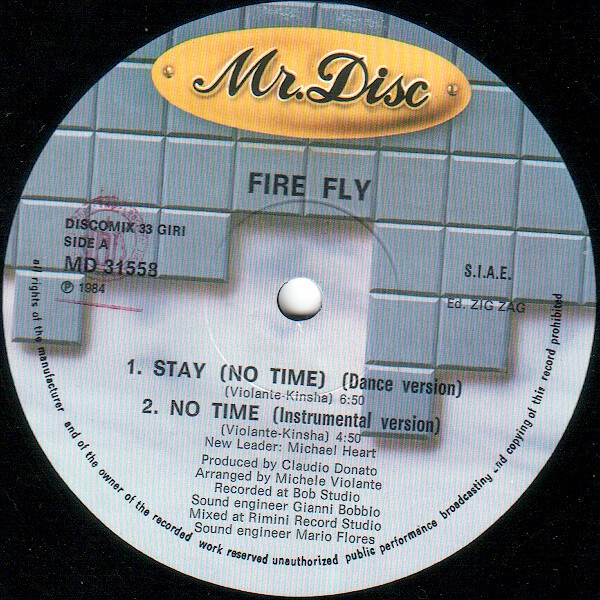 Mr. Disc
FIRE FLY
DISCOMIX 33 GIRI
SIDE A
MD 31558
℗ 1984
S.I.A.E.
Ed. ZIG ZAG
1. STAY (NO TIME) (Dance version)
(Violante-Kinsha) 6:50
2. NO TIME (Instrumental version)
(Violante-Kinsha) 4:50
New Leader: Michael Heart
Produced by Claudio Donato
Arranged by Michele Violante
Recorded at Bob Studio
Sound engineer Gianni Bobbio
Mixed at Rimini Record Studio
Sound engineer Mario Flores
all rights of the manufacturer and of the owner of the recorded work reserved unauthorized public performance broadcasting and copying of this record prohibited